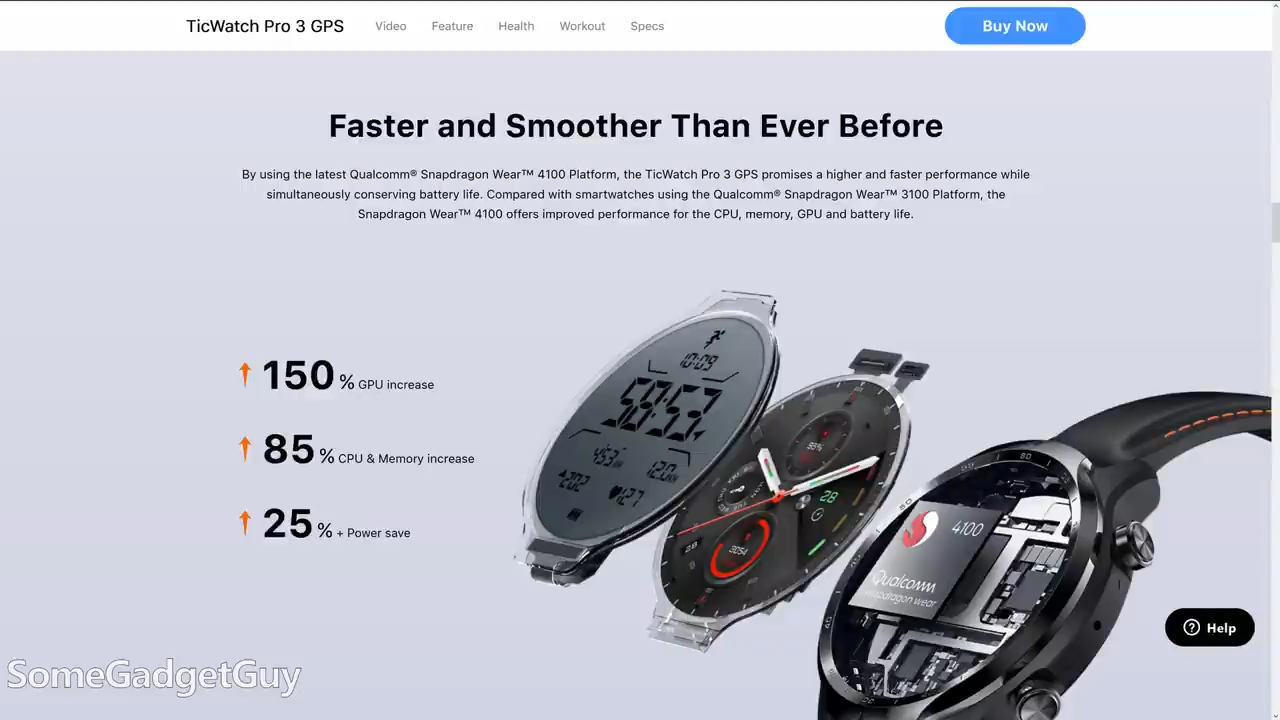 TicWatch Pro 3 GPS
Video
Feature
Health
Workout
Specs
Buy Now
Faster and Smoother Than Ever Before
By using the latest Qualcomm® Snapdragon Wear™ 4100 Platform, the TicWatch Pro 3 GPS promises a higher and faster performance while
simultaneously conserving battery life. Compared with smartwatches using the Qualcomm® Snapdragon Wear™ 3100 Platform, the
Snapdragon Wear™ 4100 offers improved performance for the CPU, memory, GPU and battery life.
150 % GPU increase
85 % CPU & Memory increase
25 % + Power save
10:09
58:53
28
4100
Qualcomm
snapdragon wear
Help
SomeGadgetGuy